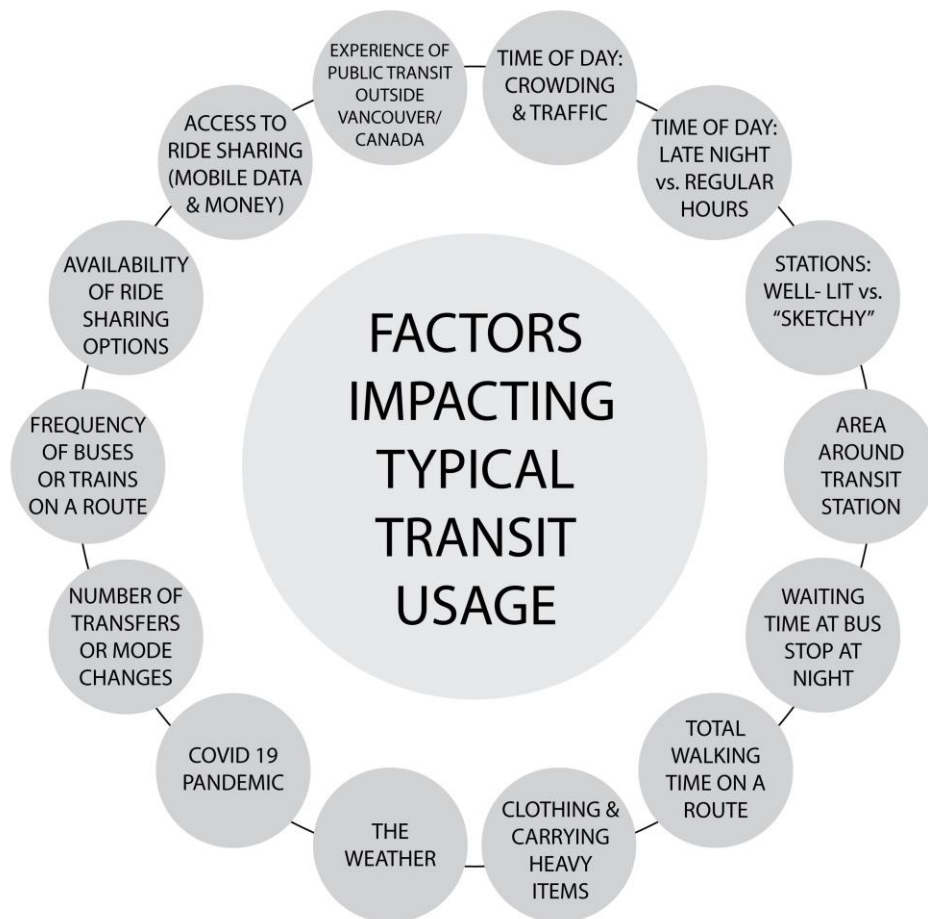 FACTORS
IMPACTING
TYPICAL
TRANSIT
USAGE
EXPERIENCE OF
PUBLIC TRANSIT
OUTSIDE
VANCOUVER/
CANADA
TIME OF DAY:
CROWDING
& TRAFFIC
TIME OF DAY:
LATE NIGHT
vs. REGULAR
HOURS
STATIONS:
WELL- LIT vs.
“SKETCHY”
AREA
AROUND
TRANSIT
STATION
WAITING
TIME AT BUS
STOP AT
NIGHT
TOTAL
WALKING
TIME ON A
ROUTE
CLOTHING &
CARRYING
HEAVY
ITEMS
THE
WEATHER
COVID 19
PANDEMIC
NUMBER OF
TRANSFERS
OR MODE
CHANGES
FREQUENCY
OF BUSES
OR TRAINS
ON A ROUTE
AVAILABILITY
OF RIDE
SHARING
OPTIONS
ACCESS TO
RIDE SHARING
(MOBILE DATA
& MONEY)